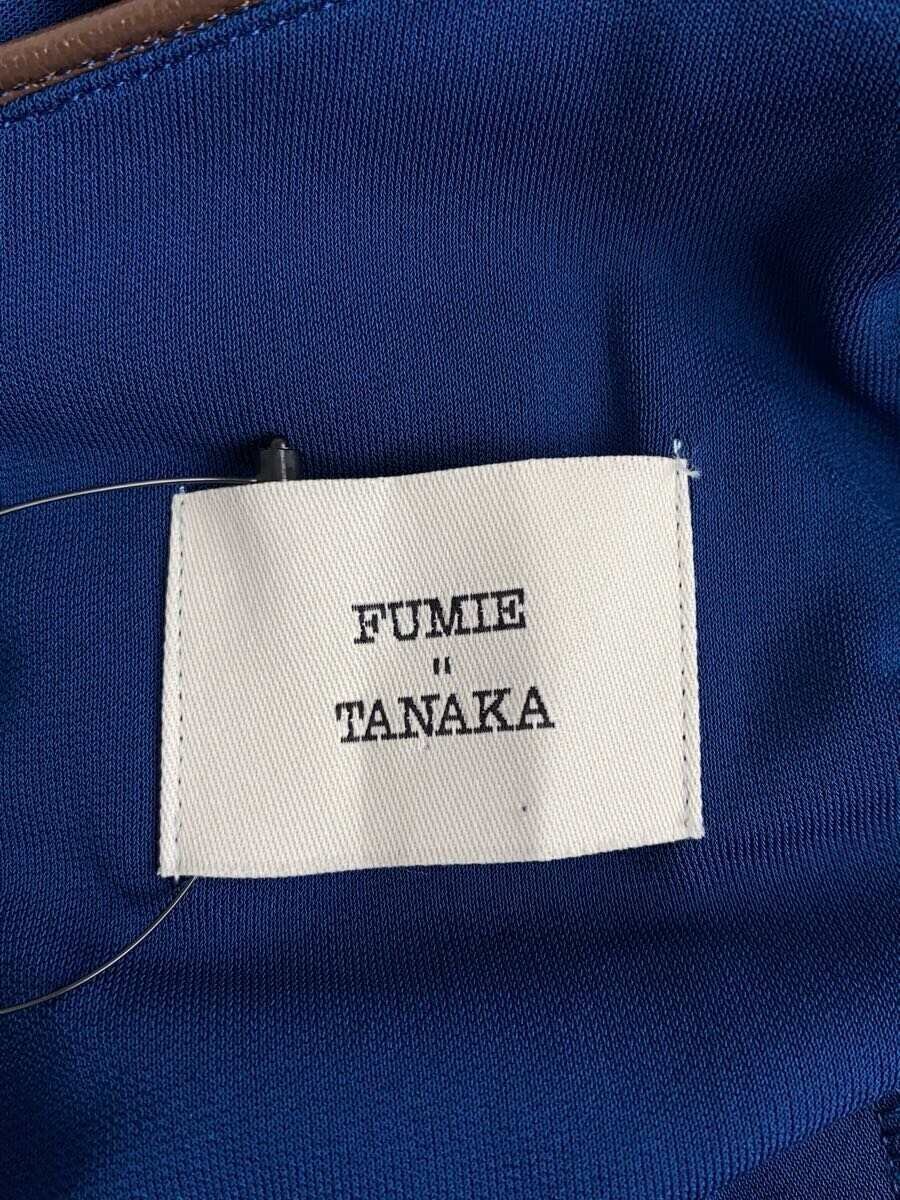 FUMIE
"
TANAKA